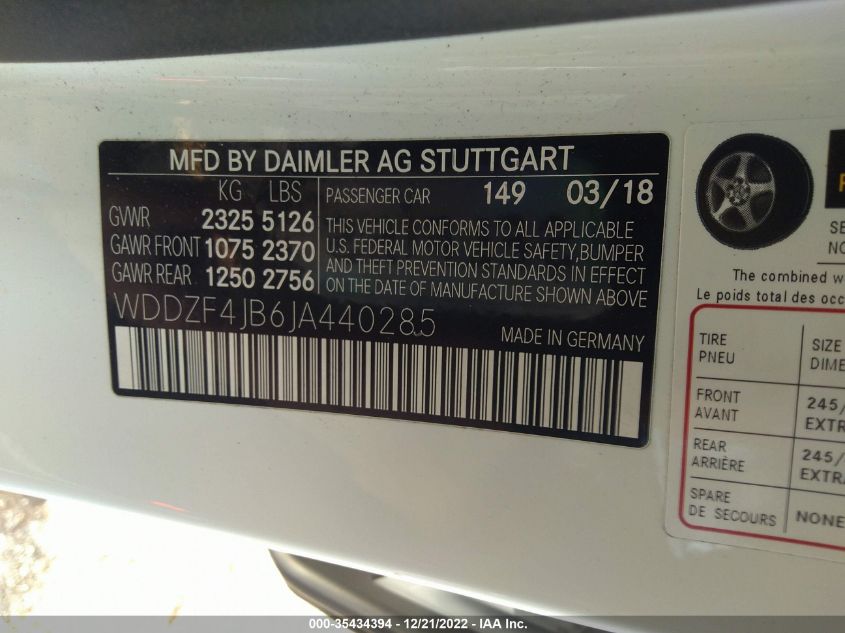 MFD BY DAIMLER AG STUTTGART
KG LBS
GVWR 2325 5126
GAWR FRONT 1075 2370
GAWR REAR 1250 2756
PASSENGER CAR 149 03/18
THIS VEHICLE CONFORMS TO ALL APPLICABLE
U.S. FEDERAL MOTOR VEHICLE SAFETY, BUMPER
AND THEFT PREVENTION STANDARDS IN EFFECT
ON THE DATE OF MANUFACTURE SHOWN ABOVE
WDDZF4JB6JA440285
MADE IN GERMANY
The combined
Le poids total des
TIRE
PNEU
SIZE
FRONT
AVANT
245/
EXTR
REAR
ARRIÈRE
245/
EXTR
SPARE
DE SECOURS
NONE
000-35434394 - 12/21/2022 - IAA Inc.